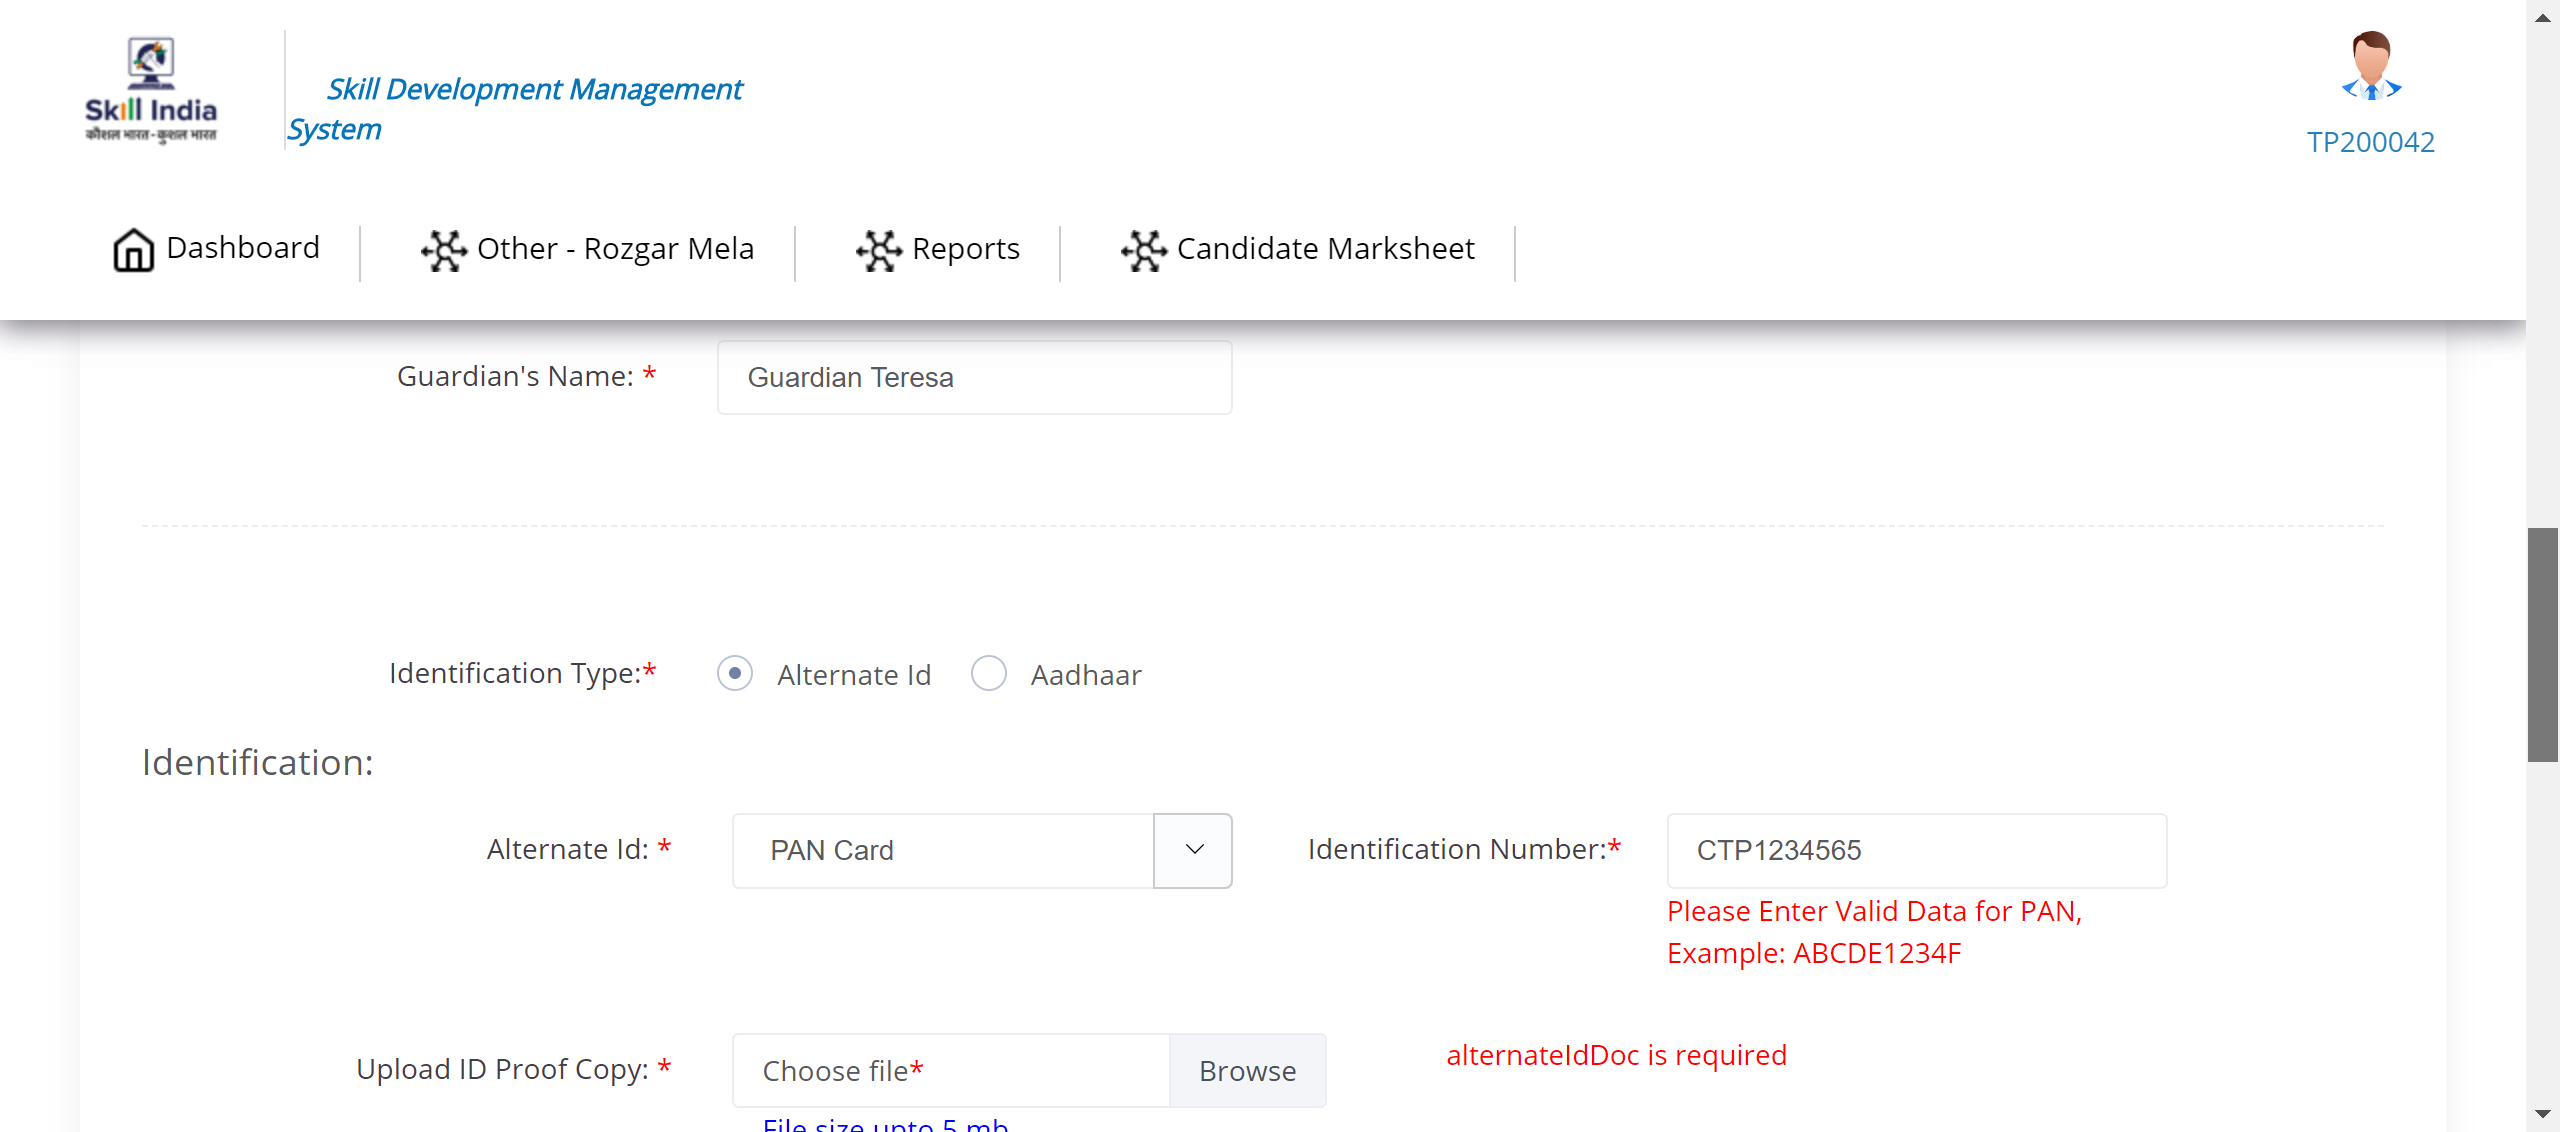 Skill India
कौशल भारत - कुशल भारत
Skill Development Management
System
TP200042
Dashboard
Other - Rozgar Mela
Reports
Candidate Marksheet
Guardian's Name: *
Guardian Teresa
Identification Type:*
Alternate Id
Aadhaar
Identification:
Alternate Id: *
PAN Card
Identification Number:*
CTP1234565
Please Enter Valid Data for PAN,
Example: ABCDE1234F
Upload ID Proof Copy: *
Choose file*
Browse
alternateIdDoc is required
File size upto 5 mb